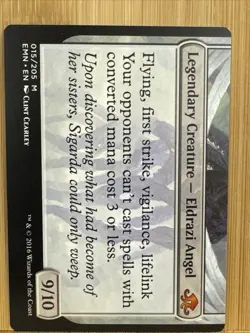 Legendary Creature — Eldrazi Angel
Flying, first strike, vigilance, lifelink
Your opponents can't cast spells with
converted mana cost 3 or less.
Upon discovering what had become of
her sisters, Sigarda could only weep.
9/10
015/205 M
EMN • EN CLINT CEARLEY
™ & © 2016 Wizards of the Coast